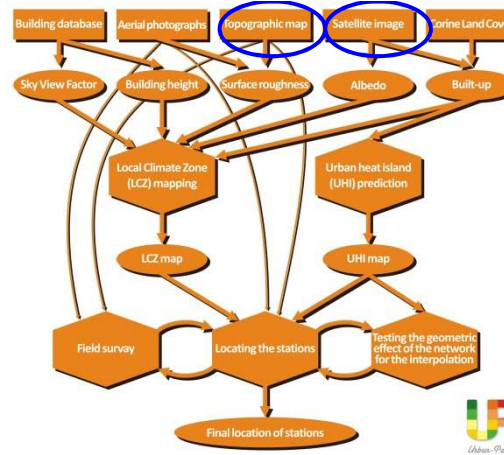 Building database
Aerial photographs
Topographic map
Satellite image
Corine Land Cover
Sky View Factor
Building height
Surface roughness
Albedo
Built-up
Local Climate Zone
(LCZ) mapping
Urban heat island
(UHI) prediction
LCZ map
UHI map
Field survay
Locating the stations
Testing the geometric
effect of the network
for the interpolation
Final location of stations